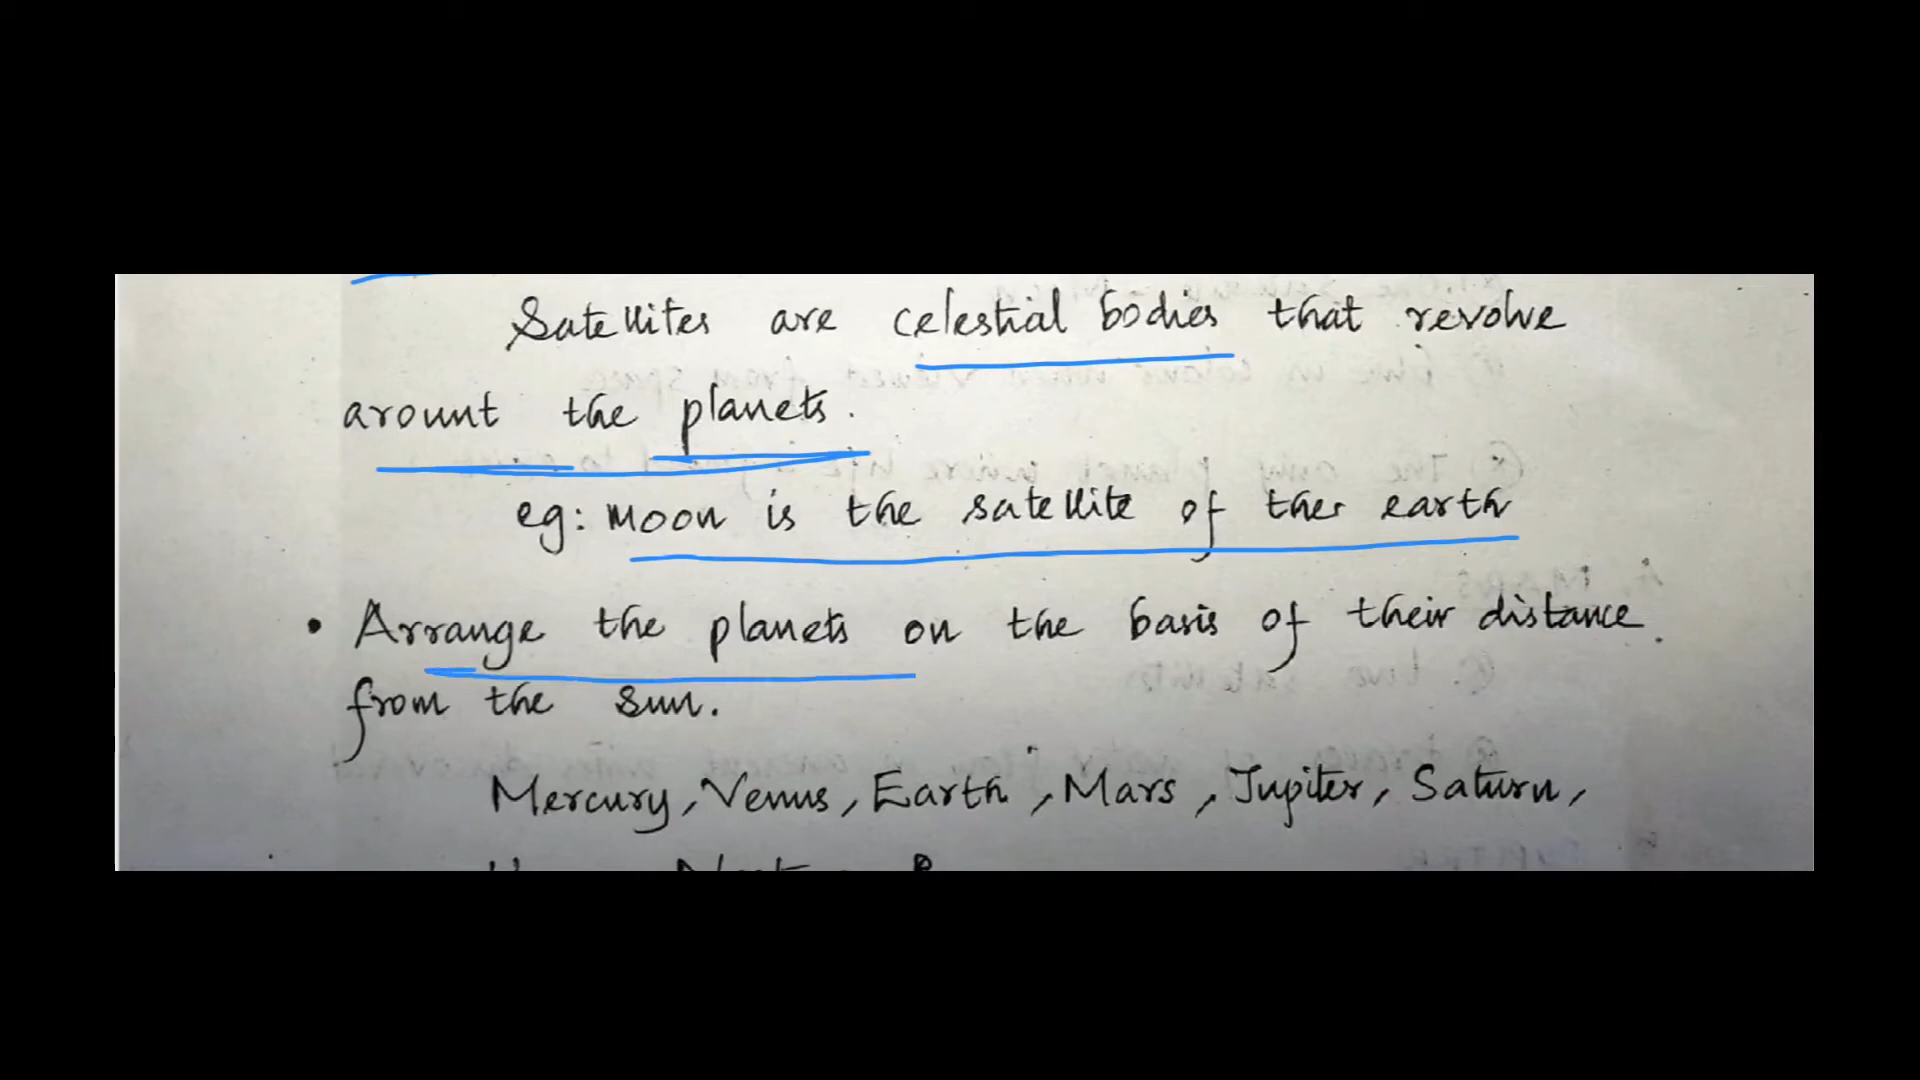 Satellites are celestial bodies that revolve
arount the planets.
eg: Moon is the satellite of ther earth
• Arrange the planets on the basis of their distance
from the sun.
Mercury, Venus, Earth, Mars, Jupiter, Saturn,